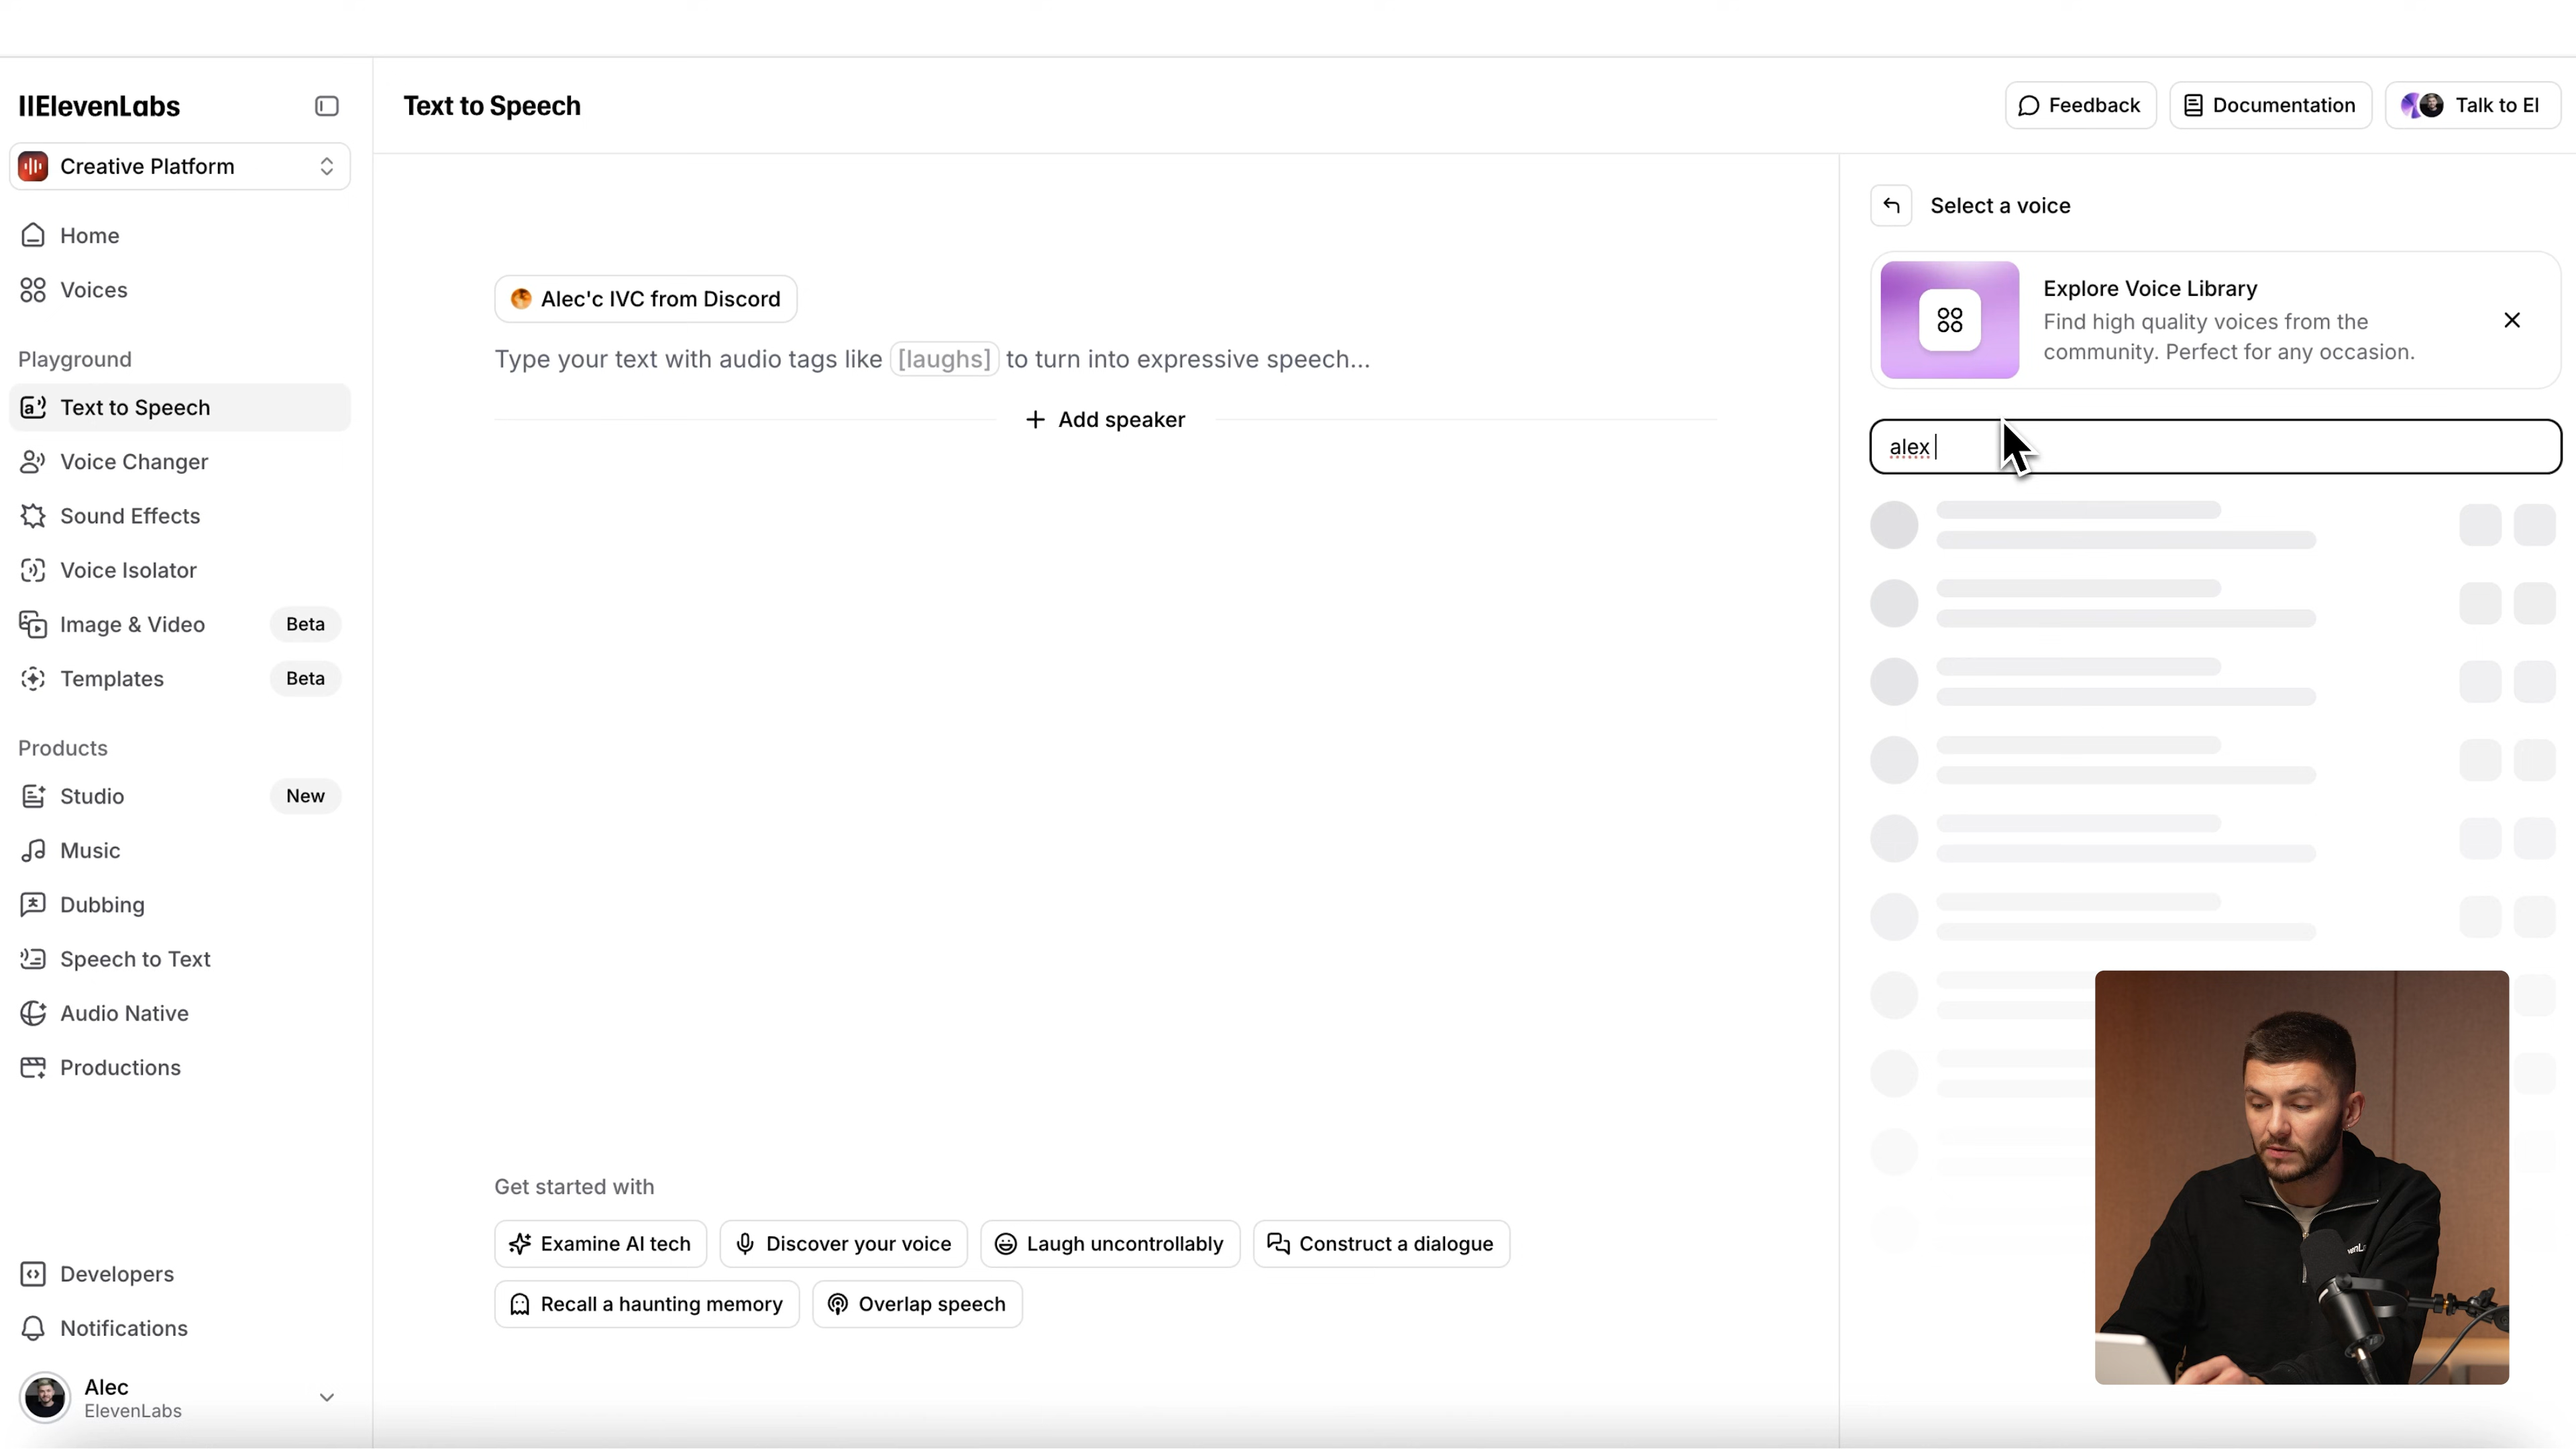 IIElevenLabs
Creative Platform
Home
Voices
Playground
Text to Speech
Voice Changer
Sound Effects
Voice Isolator
Image & Video Beta
Templates Beta
Products
Studio New
Music
Dubbing
Speech to Text
Audio Native
Productions
Developers
Notifications
Alec
ElevenLabs
Text to Speech
Feedback
Documentation
Talk to El
Alec'c IVC from Discord
Type your text with audio tags like [laughs] to turn into expressive speech...
+ Add speaker
Get started with
Examine AI tech
Discover your voice
Laugh uncontrollably
Construct a dialogue
Recall a haunting memory
Overlap speech
Select a voice
Explore Voice Library
Find high quality voices from the
community. Perfect for any occasion.
alex